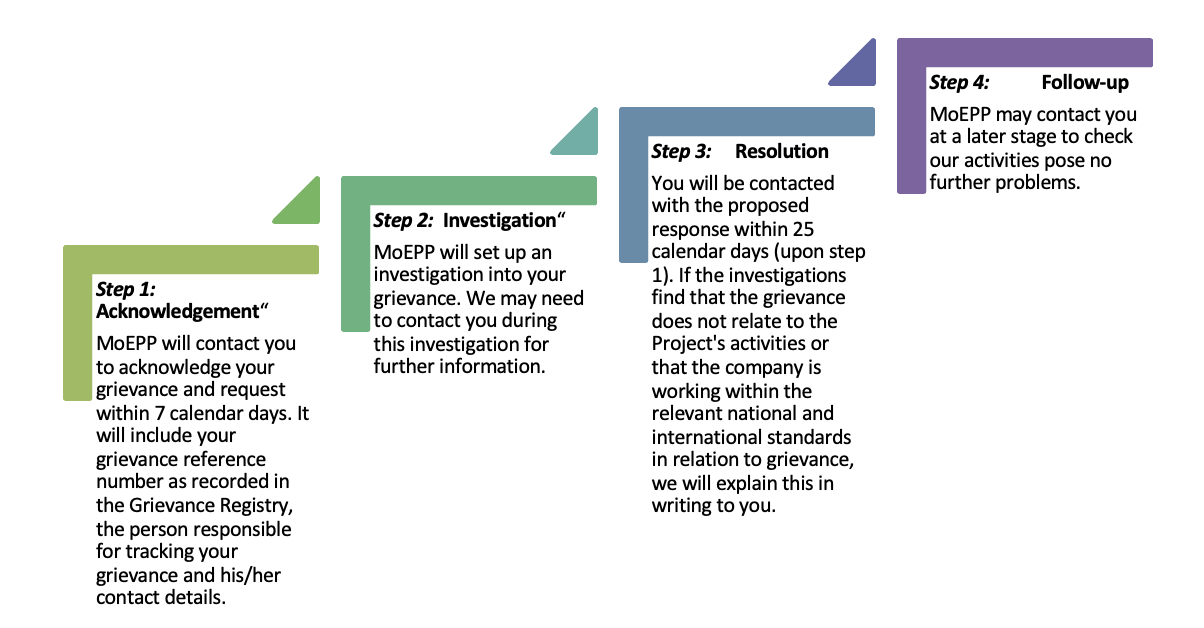 Step 1:
Acknowledgement“
MoEPP will contact you
to acknowledge your
grievance and request
within 7 calendar days. It
will include your
grievance reference
number as recorded in
the Grievance Registry,
the person responsible
for tracking your
grievance and his/her
contact details.
Step 2: Investigation“
MoEPP will set up an
investigation into your
grievance. We may need
to contact you during
this investigation for
further information.
Step 3: Resolution
You will be contacted
with the proposed
response within 25
calendar days (upon step
1). If the investigations
find that the grievance
does not relate to the
Project's activities or
that the company is
working within the
relevant national and
international standards
in relation to grievance,
we will explain this in
writing to you.
Step 4: Follow-up
MoEPP may contact you
at a later stage to check
our activities pose no
further problems.